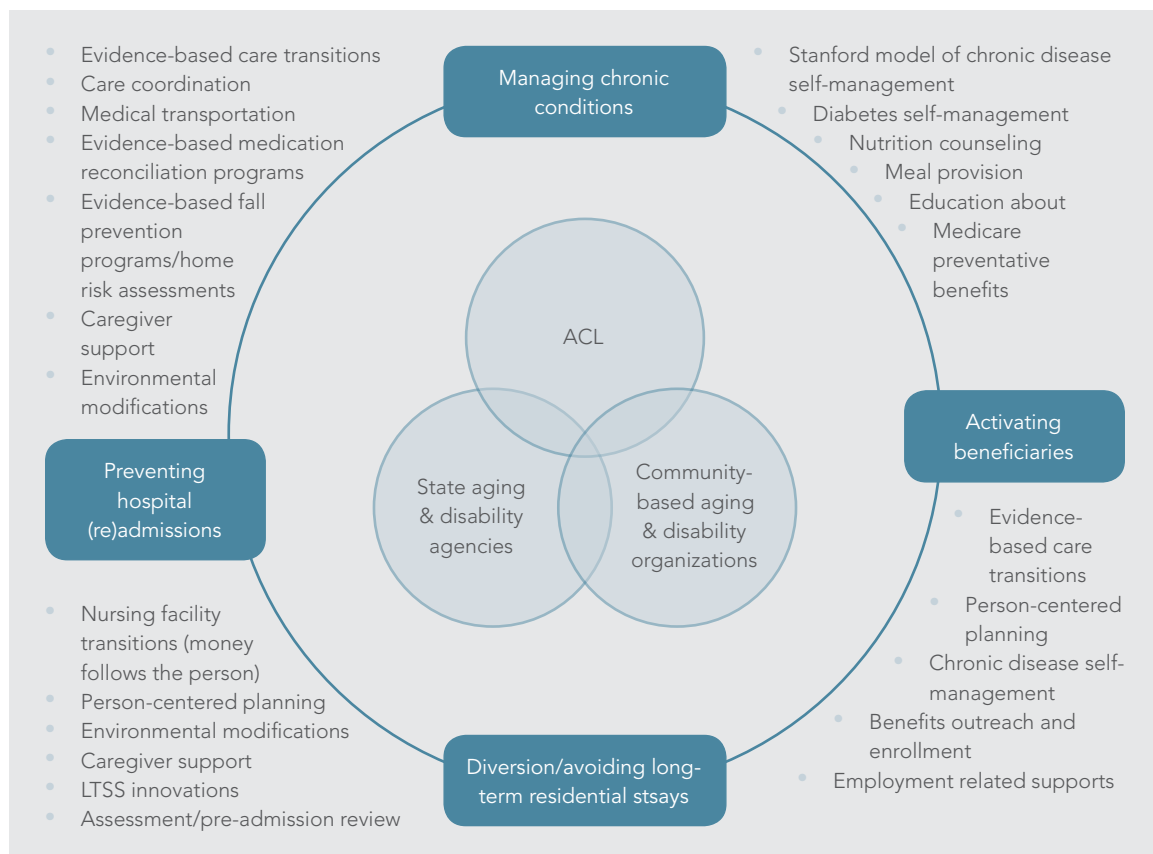 Managing chronic
conditions
• Evidence-based care transitions
• Care coordination
• Medical transportation
• Evidence-based medication
reconciliation programs
• Evidence-based fall
prevention
programs/home
risk assessments
• Caregiver
support
• Environmental
modifications
• Stanford model of chronic disease
self-management
• Diabetes self-management
• Nutrition counseling
• Meal provision
• Education about
• Medicare
preventative
benefits
ACL
State aging
& disability
agencies
Community-
based aging
& disability
organizations
Preventing
hospital
(re)admissions
Activating
beneficiaries
• Nursing facility
transitions (money
follows the person)
• Person-centered planning
• Environmental modifications
• Caregiver support
• LTSS innovations
• Assessment/pre-admission review
• Evidence-
based care
transitions
• Person-centered
planning
• Chronic disease self-
management
• Benefits outreach and
enrollment
• Employment related supports
Diversion/avoiding long-
term residential stsays